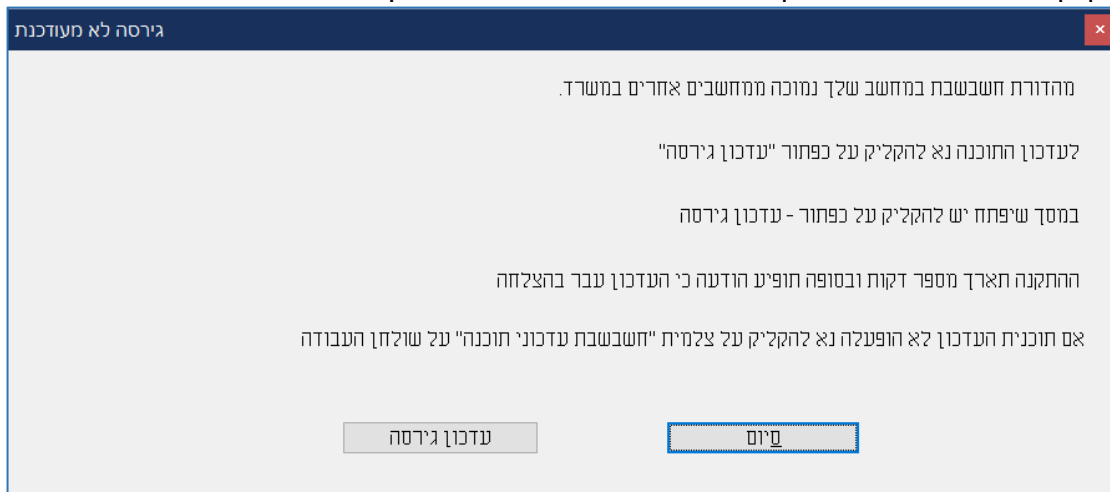 גירסה לא מעודכנת
מהדורת חשבשבת במחשב שלך נמוכה ממחשבים אחרים במשרד.
לעדכון התוכנה נא להקליק על כפתור "עדכון גירסה"
במסך שיפתח יש להקליק על כפתור - עדכון גירסה
ההתקנה תארך מספר דקות ובסופה תופיע הודעה כי העדכון עבר בהצלחה
אם תוכנית העדכון לא הופעלה נא להקליק על צלמית "חשבשבת עדכוני תוכנה" על שולחן העבודה
סיום
עדכון גירסה